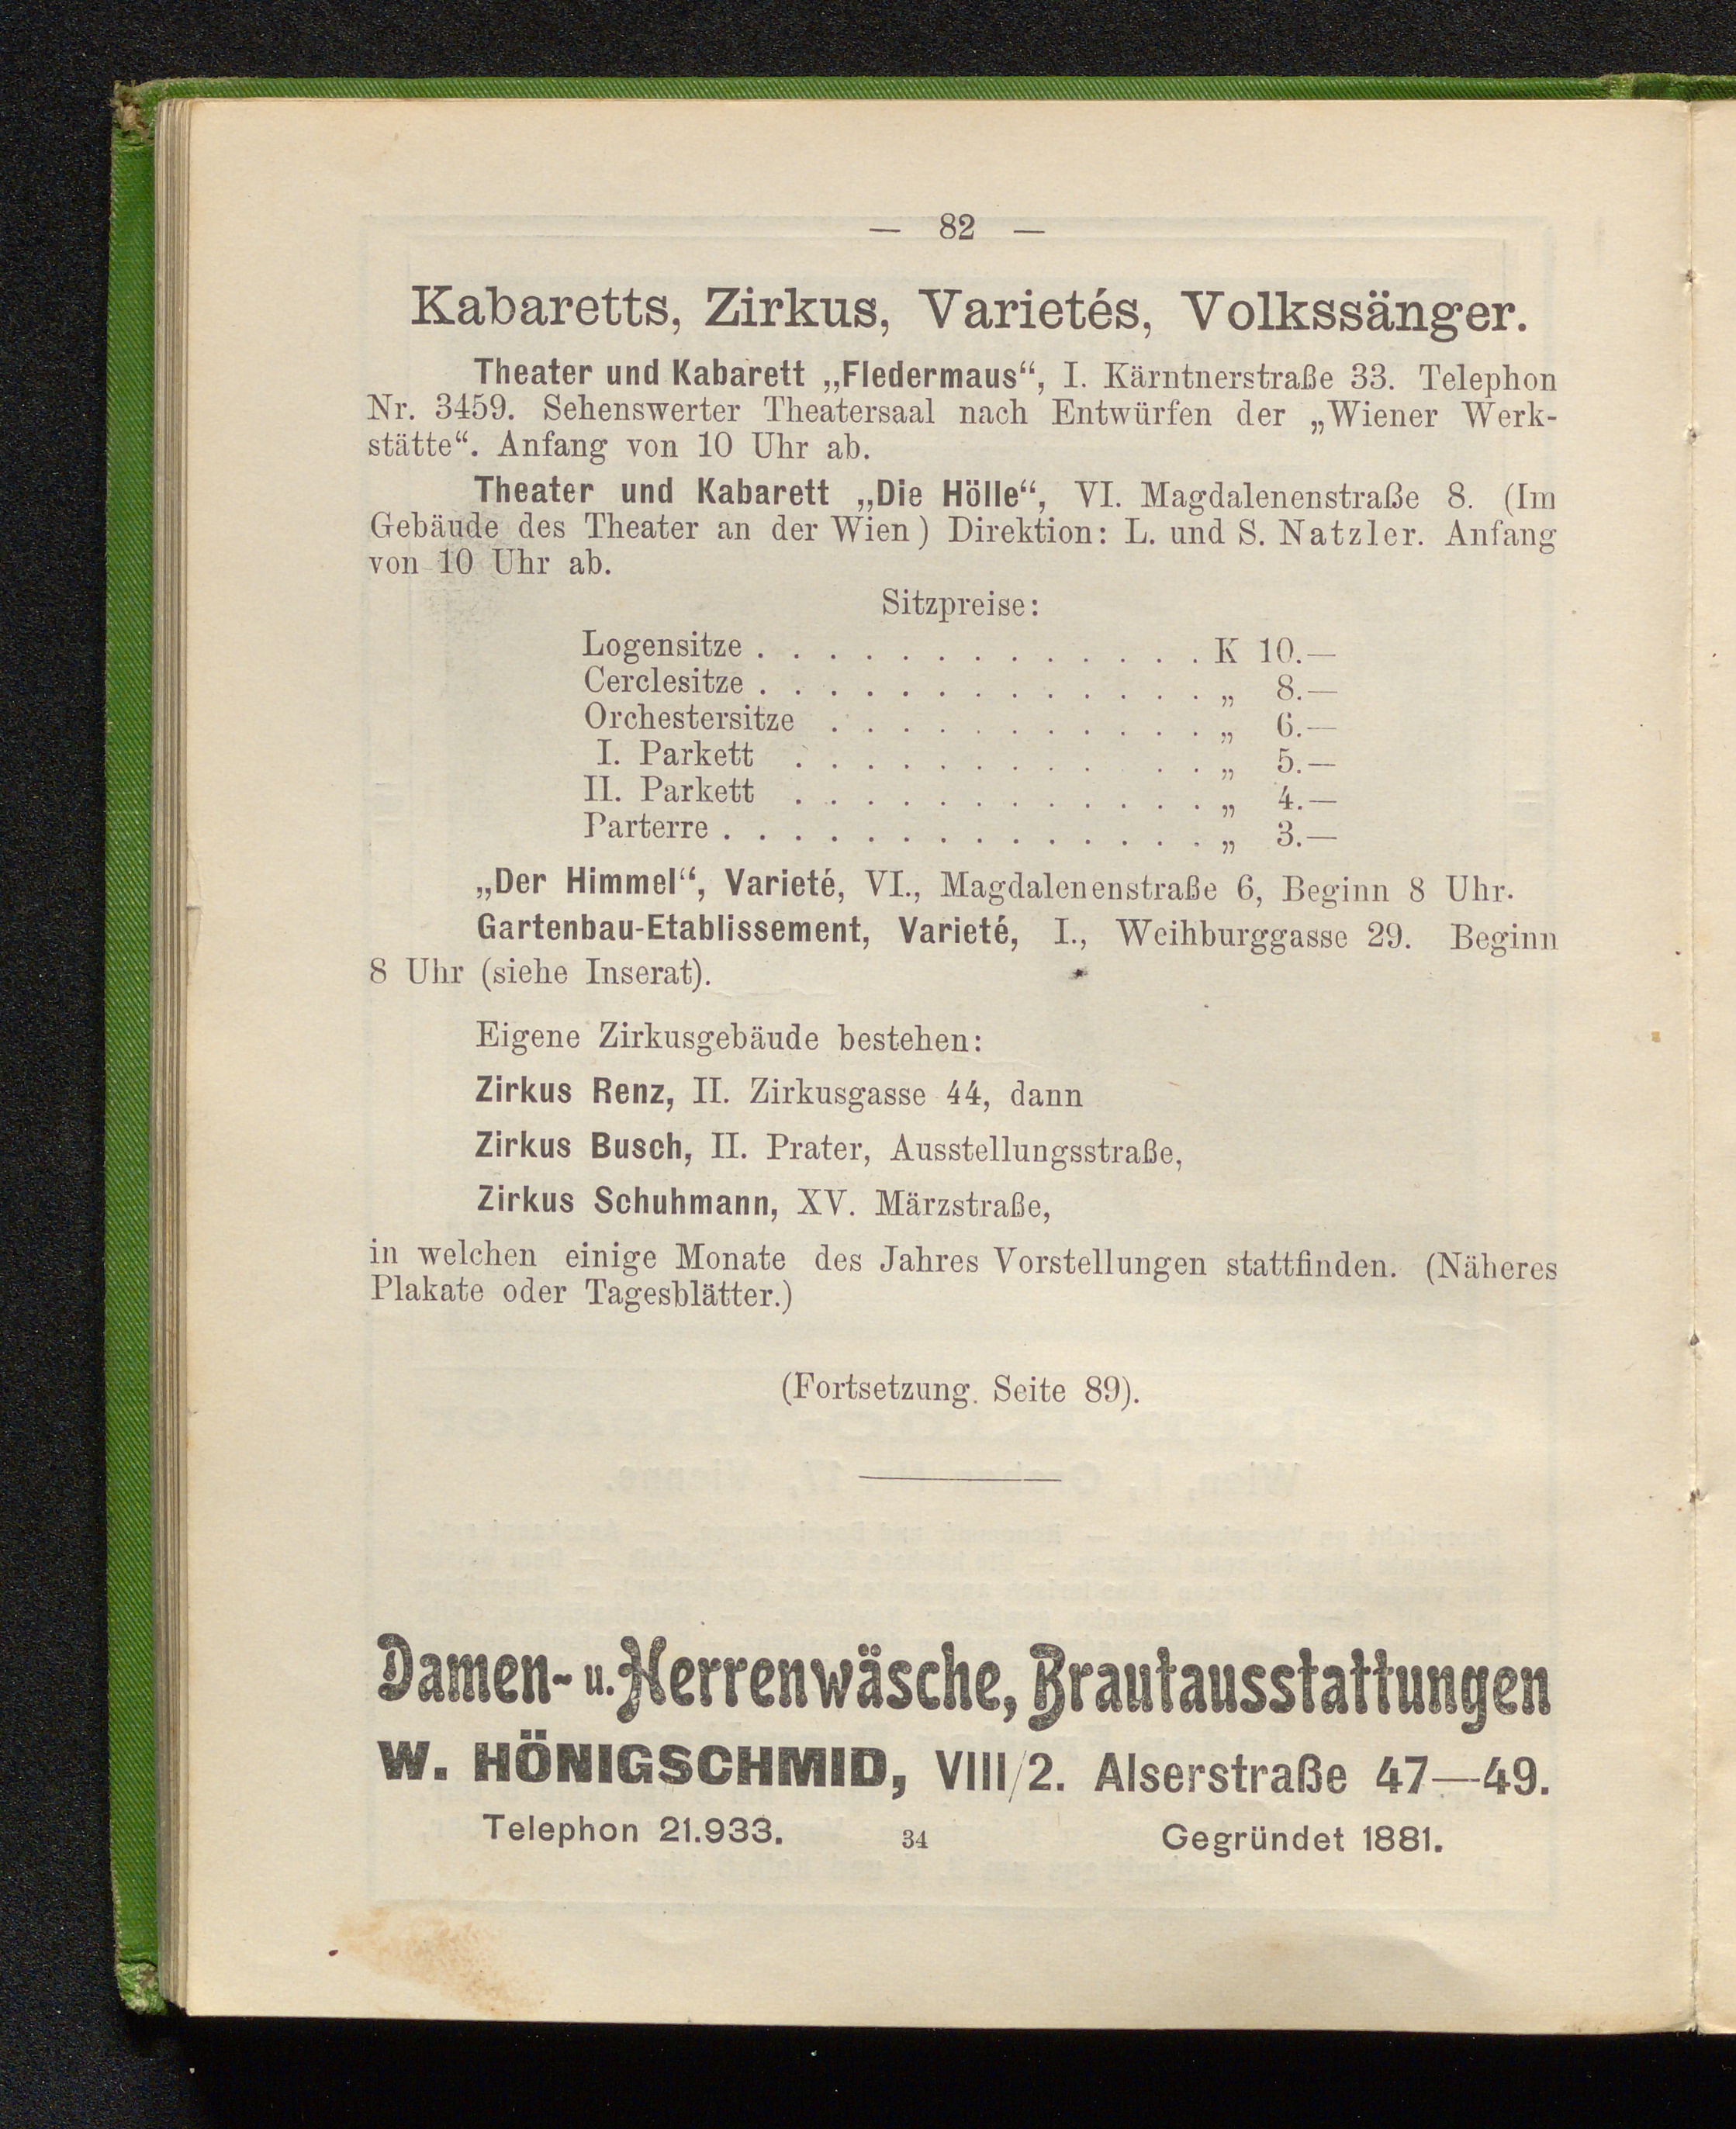 — 82 —
Kabaretts, Zirkus, Varietés, Volkssänger.
Theater und Kabarett „Fledermaus“, I. Kärntnerstraße 33. Telephon
Nr. 3459. Sehenswerter Theatersaal nach Entwürfen der „Wiener Werk-
stätte“. Anfang von 10 Uhr ab.
Theater und Kabarett „Die Hölle“, VI. Magdalenenstraße 8. (Im
Gebäude des Theater an der Wien) Direktion: L. und S. Natzler. Anfang
von 10 Uhr ab.
Sitzpreise:
Logensitze . . . . . . . . . . . . . K 10.—
Cerclesitze . . . . . . . . . . . . . „ 8.—
Orchestersitze . . . . . . . . . . . „ 6.—
I. Parkett . . . . . . . . . . . „ 5.—
II. Parkett . . . . . . . . . . . . „ 4.—
Parterre . . . . . . . . . . . . . . „ 3.—
„Der Himmel“, Varieté, VI., Magdalenenstraße 6, Beginn 8 Uhr.
Gartenbau-Etablissement, Varieté, I., Weihburggasse 29. Beginn
8 Uhr (siehe Inserat).
Eigene Zirkusgebäude bestehen:
Zirkus Renz, II. Zirkusgasse 44, dann
Zirkus Busch, II. Prater, Ausstellungsstraße,
Zirkus Schuhmann, XV. Märzstraße,
in welchen einige Monate des Jahres Vorstellungen stattfinden. (Näheres
Plakate oder Tagesblätter.)
(Fortsetzung. Seite 89).
Damen- u. Herrenwäsche, Brautausstattungen
W. HÖNIGSCHMID, VIII/2. Alserstraße 47—49.
Telephon 21.933. 34 Gegründet 1881.